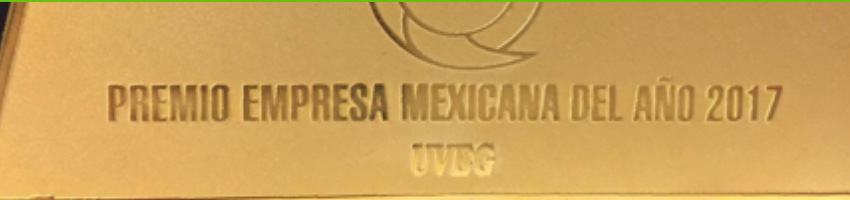 PREMIO EMPRESA MEXICANA DEL AÑO 2017
UVEG